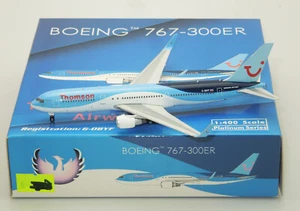 BOEING™ 767-300ER
Thomson
Airw
Registration: G-OBYF
1:400 Scale
Platinum Series
BOEING™ 767-300ER